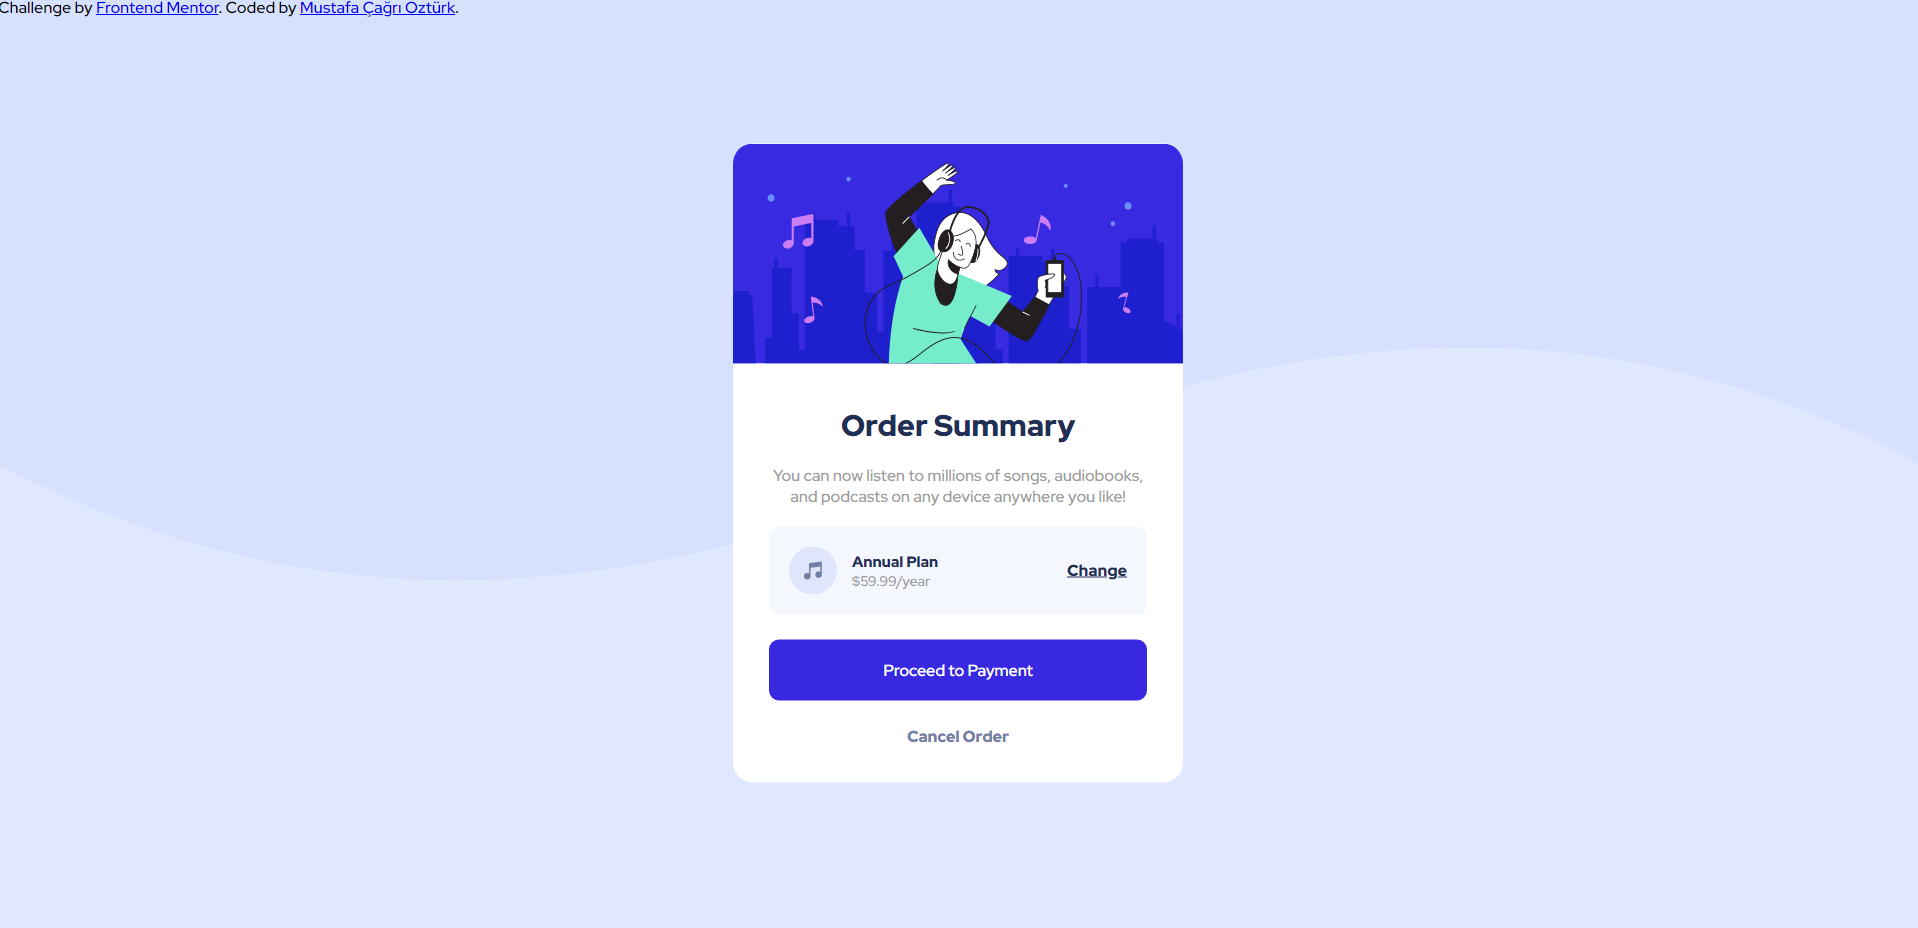 Challenge by Frontend Mentor. Coded by Mustafa Çağrı Oztürk.
Order Summary
You can now listen to millions of songs, audiobooks,
and podcasts on any device anywhere you like!
Annual Plan
$59.99/year
Change
Proceed to Payment
Cancel Order